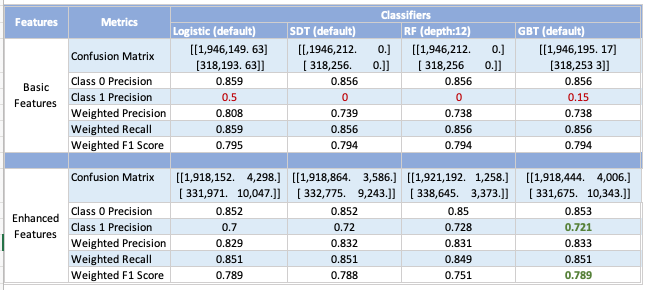 Features Metrics Classifiers
Logistic (default) SDT (default) RF (depth:12) GBT (default)
Basic Features
Confusion Matrix [[1,946,149. 63] [[,1946,212. 0.] [[1,946,212. 0.] [[1,946,195. 17]
[318,193. 63]] [ 318,256. 0.]] [ 318,256 0.]] [318,253 3]]
Class 0 Precision 0.859 0.856 0.856 0.856
Class 1 Precision 0.5 0 0 0.15
Weighted Precision 0.808 0.739 0.738 0.738
Weighted Recall 0.859 0.856 0.856 0.856
Weighted F1 Score 0.795 0.794 0.794 0.794
Enhanced Features
Confusion Matrix [[1,918,152. 4,298.] [[1,918,864. 3,586.] [[1,921,192. 1,258.] [[1,918,444. 4,006.]
[ 331,971. 10,047.]] [ 332,775. 9,243.]] [ 338,645. 3,373.]] [ 331,675. 10,343.]]
Class 0 Precision 0.852 0.852 0.85 0.853
Class 1 Precision 0.7 0.72 0.728 0.721
Weighted Precision 0.829 0.832 0.831 0.833
Weighted Recall 0.851 0.851 0.849 0.851
Weighted F1 Score 0.789 0.788 0.751 0.789